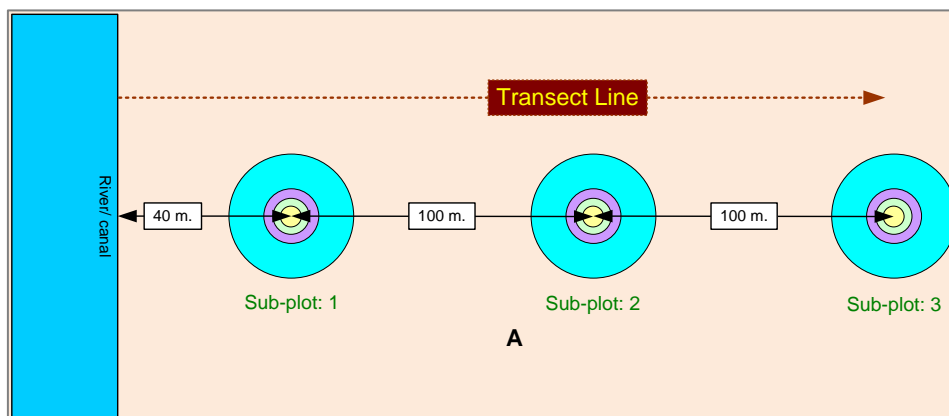 Transect Line
River/ canal
40 m.
100 m.
100 m.
Sub-plot: 1
Sub-plot: 2
Sub-plot: 3
A